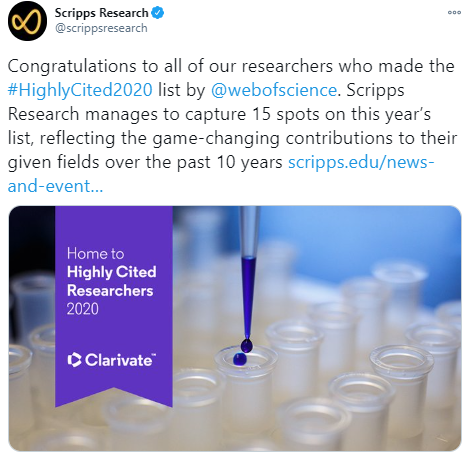 Scripps Research
@scrippsresearch
Congratulations to all of our researchers who made the
#HighlyCited2020 list by @webofscience. Scripps
Research manages to capture 15 spots on this year’s
list, reflecting the game-changing contributions to their
given fields over the past 10 years scripps.edu/news-
and-event…
Home to
Highly Cited
Researchers
2020
Clarivate™